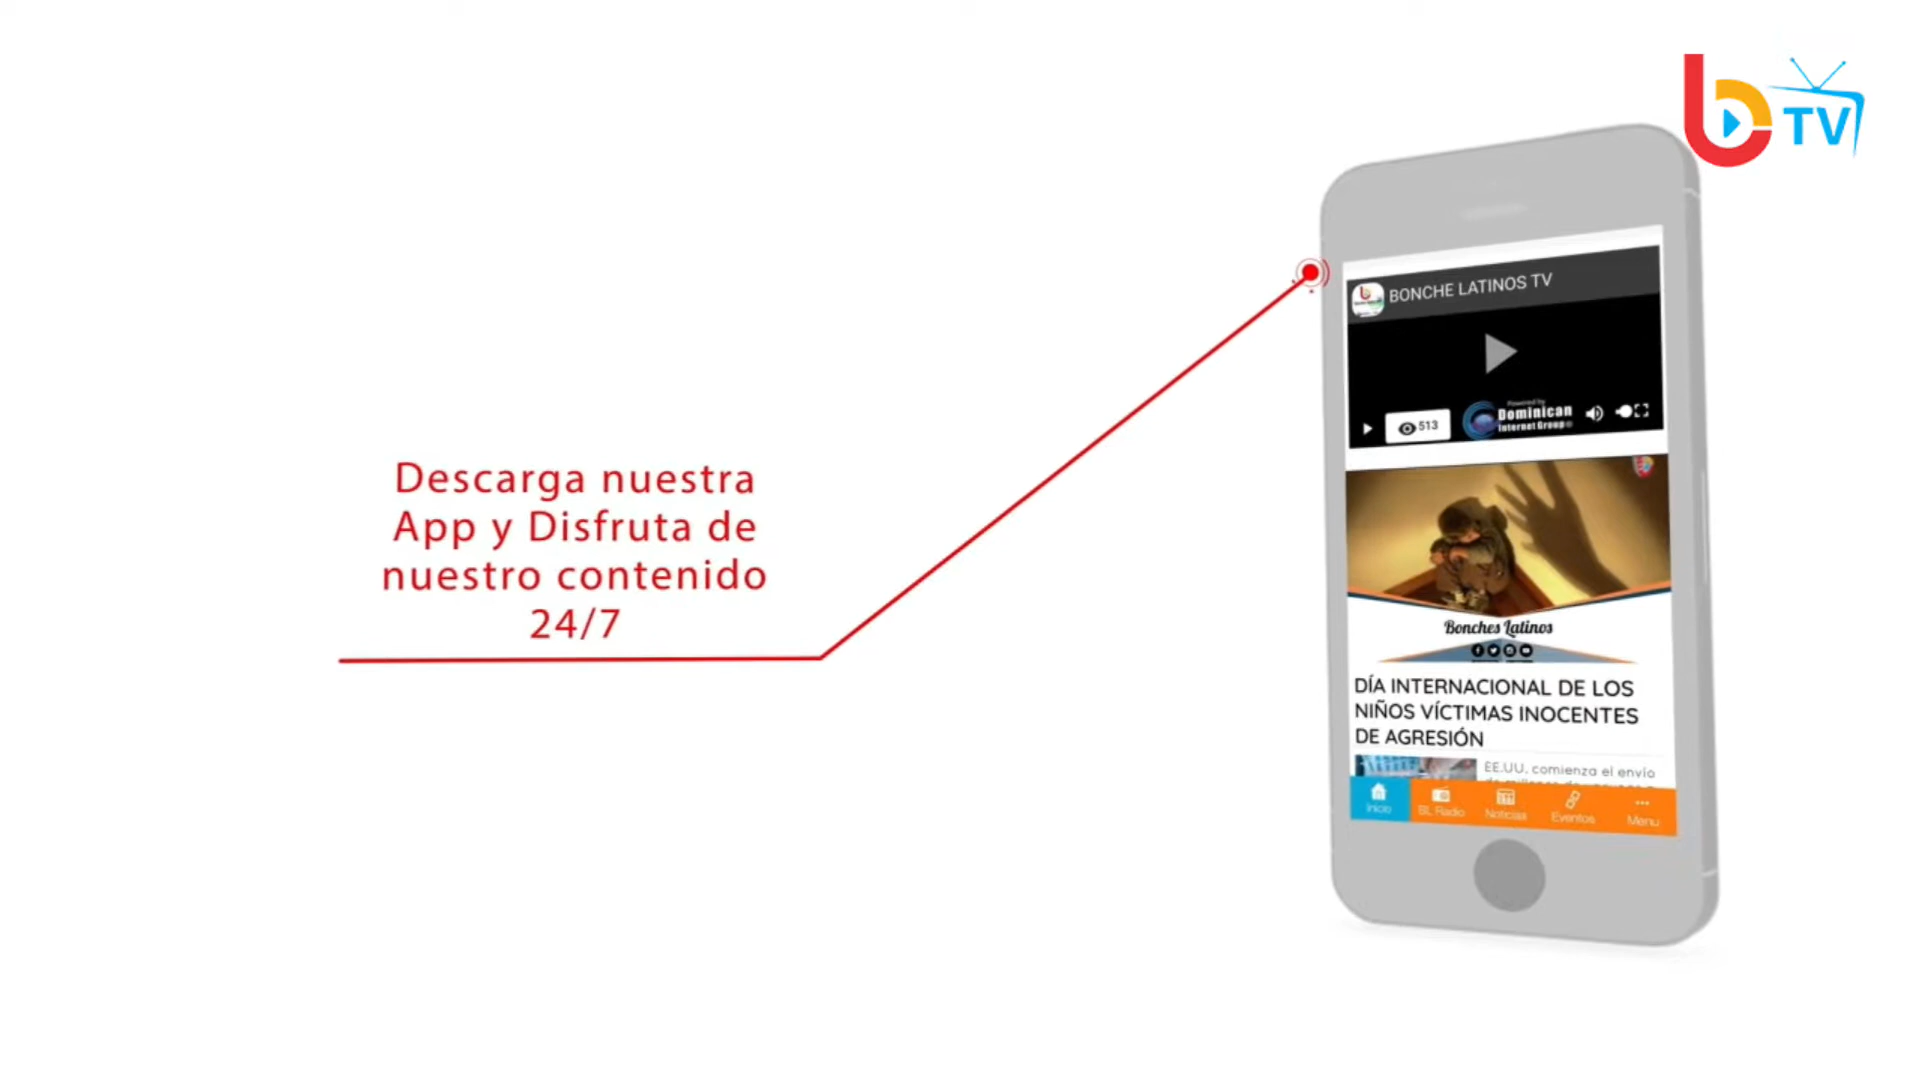 TV
BONCHE LATINOS TV
513
Powered by
Dominican
Internet Group
Descarga nuestra
App y Disfruta de
nuestro contenido
24/7
Bonches Latinos
DÍA INTERNACIONAL DE LOS
NIÑOS VÍCTIMAS INOCENTES
DE AGRESIÓN
EE.UU. comienza el envío
Inicio
BL Radio
Noticias
Eventos
Menu